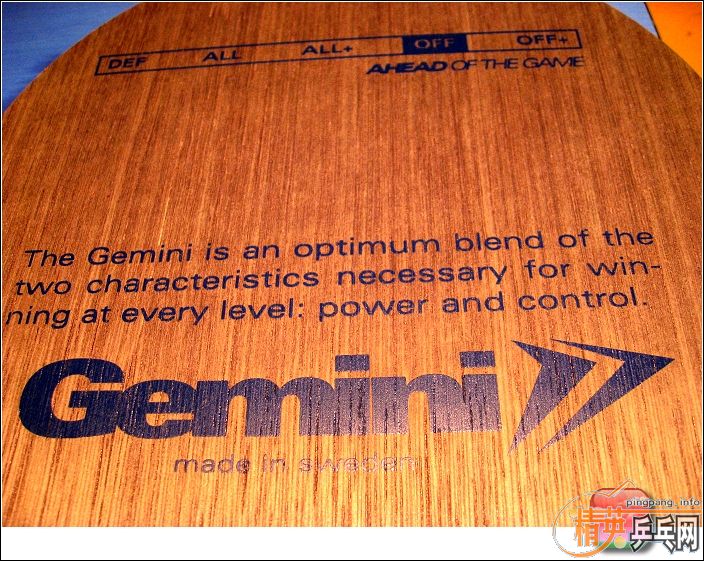 DEF ALL ALL+ OFF OFF+
AHEAD OF THE GAME
The Gemini is an optimum blend of the
two characteristics necessary for win-
ning at every level: power and control.
Gemini
made in sweden
pingpang.info
精英乒乓网